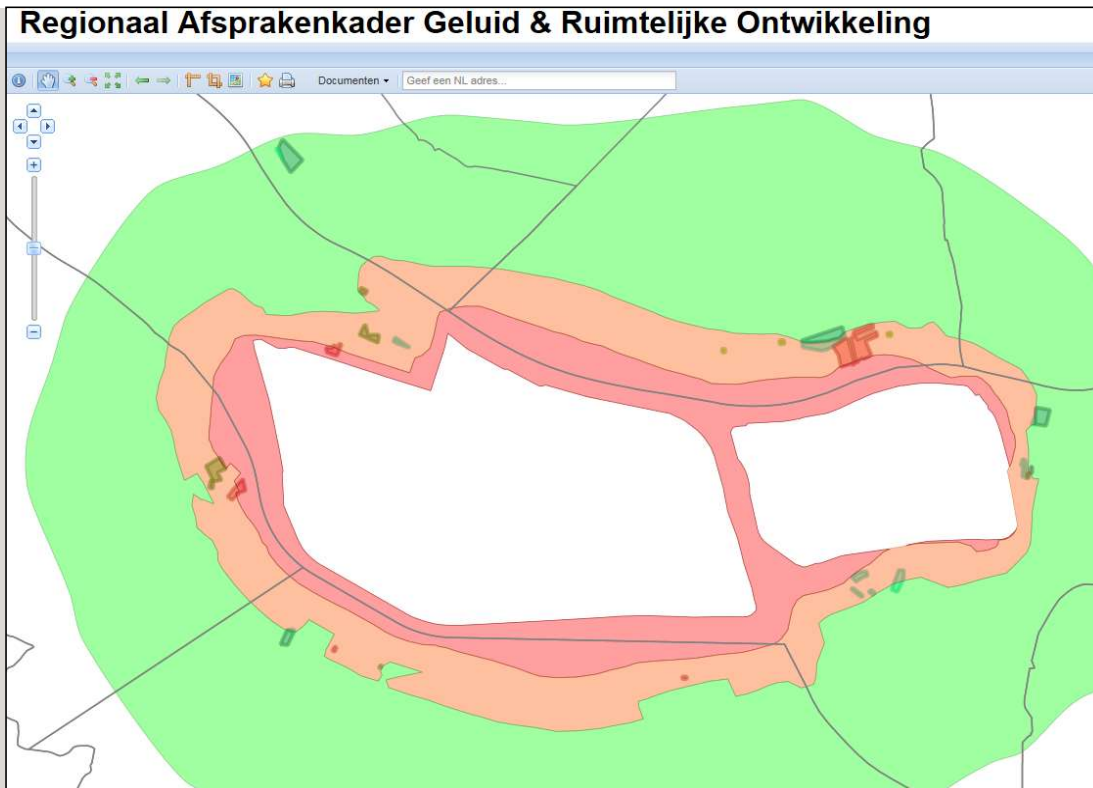 Regionaal Afsprakenkader Geluid & Ruimtelijke Ontwikkeling
Documenten
Geef een NL adres...